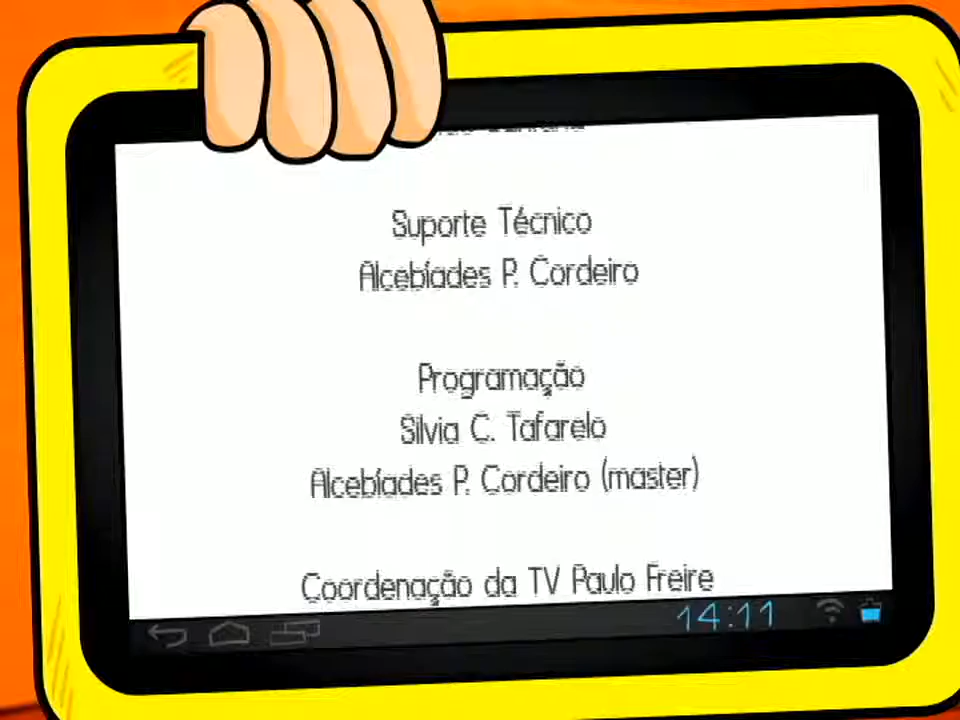 Suporte Técnico
Alcebíades P. Cordeiro
Programação
Silvia C. Tafarelo
Alcebíades P. Cordeiro (master)
Coordenação da TV Paulo Freire
14:11